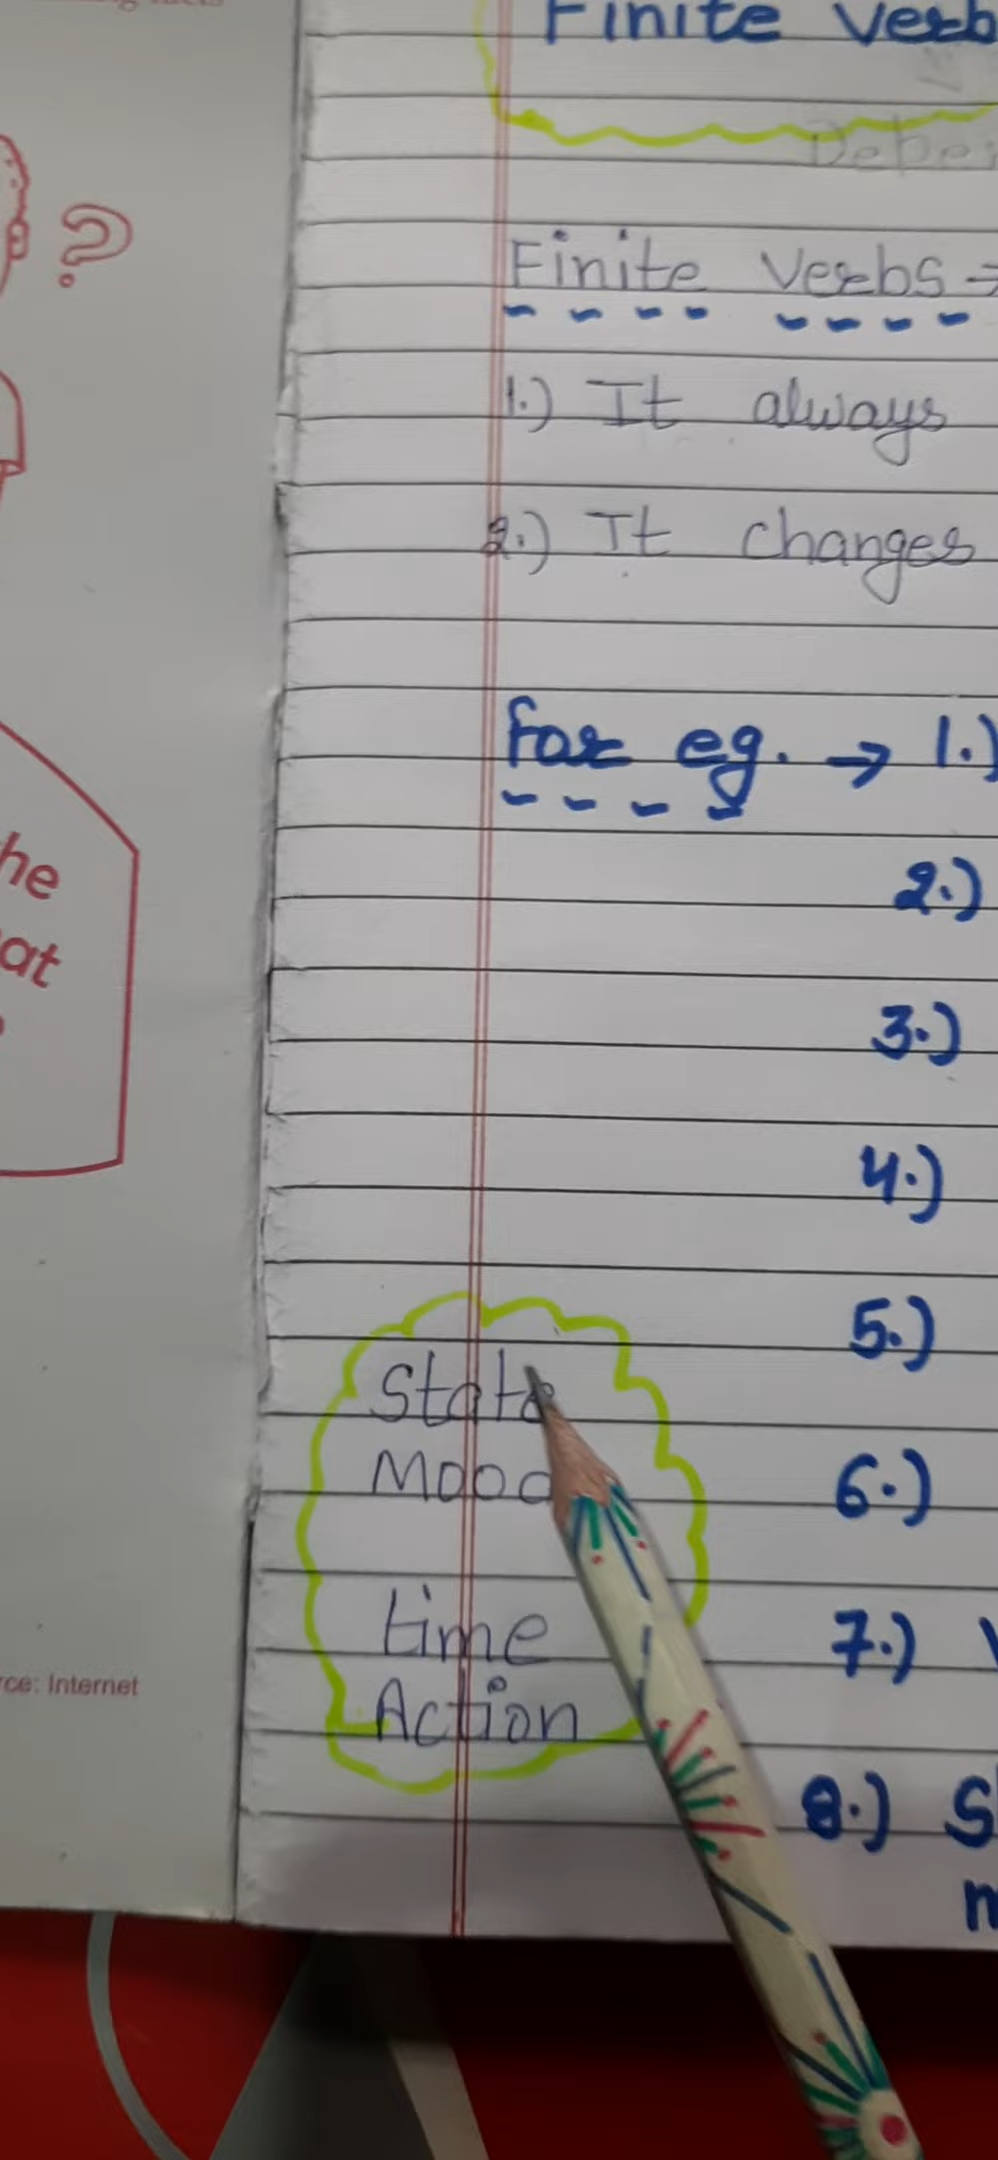 Finite Verb
Finite Verbs →
1.) It always
2.) It changes
For eg. → 1.)
2.)
3.)
4.)
5.)
6.)
7.)
8.)
State
Mood
time
Action
?
he
at
rce: Internet